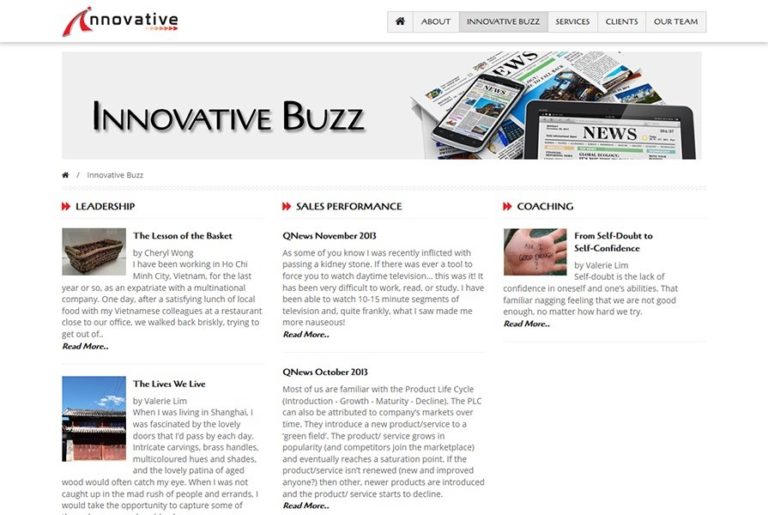 Innovative
ABOUT
INNOVATIVE BUZZ
SERVICES
CLIENTS
OUR TEAM
INNOVATIVE BUZZ
NEWS
NEWS
NEWS
GLOBAL ECOLOGY,
/ Innovative Buzz
LEADERSHIP
The Lesson of the Basket
by Cheryl Wong
I have been working in Ho Chi
Minh City, Vietnam, for the last
year or so, as an expatriate with a multinational
company. One day, after a satisfying lunch of local
food with my Vietnamese colleagues at a restaurant
close to our office, we walked back briskly, trying to
get out of..
Read More..
The Lives We Live
by Valerie Lim
When I was living in Shanghai, I
was fascinated by the lovely
doors that I'd pass by each day.
Intricate carvings, brass handles,
multicoloured hues and shades,
and the lovely patina of aged
wood would often catch my eye. When I was not
caught up in the mad rush of people and errands, I
would take the opportunity to capture some of
SALES PERFORMANCE
QNews November 2013
As some of you know I was recently inflicted with
passing a kidney stone. If there was ever a tool to
force you to watch daytime television… this was it! It
has been very difficult to work, read, or study. I have
been able to watch 10-15 minute segments of
television and, quite frankly, what I saw made me
more nauseous!
Read More..
QNews October 2013
Most of us are familiar with the Product Life Cycle
(Introduction - Growth - Maturity - Decline). The PLC
can also be attributed to company's markets over
time. They introduce a new product/service to a
'green field'. The product/ service grows in
popularity (and competitors join the marketplace)
and eventually reaches a saturation point. If the
product/service isn't renewed (new and improved
anyone?) then other, newer products are introduced
and the product/ service starts to decline.
Read More..
COACHING
AM I
GOOD ENOUGH?
From Self-Doubt to
Self-Confidence
by Valerie Lim
Self-doubt is the lack of
confidence in oneself and one's abilities. That
familiar nagging feeling that we are not good
enough, no matter how hard we try.
Read More..